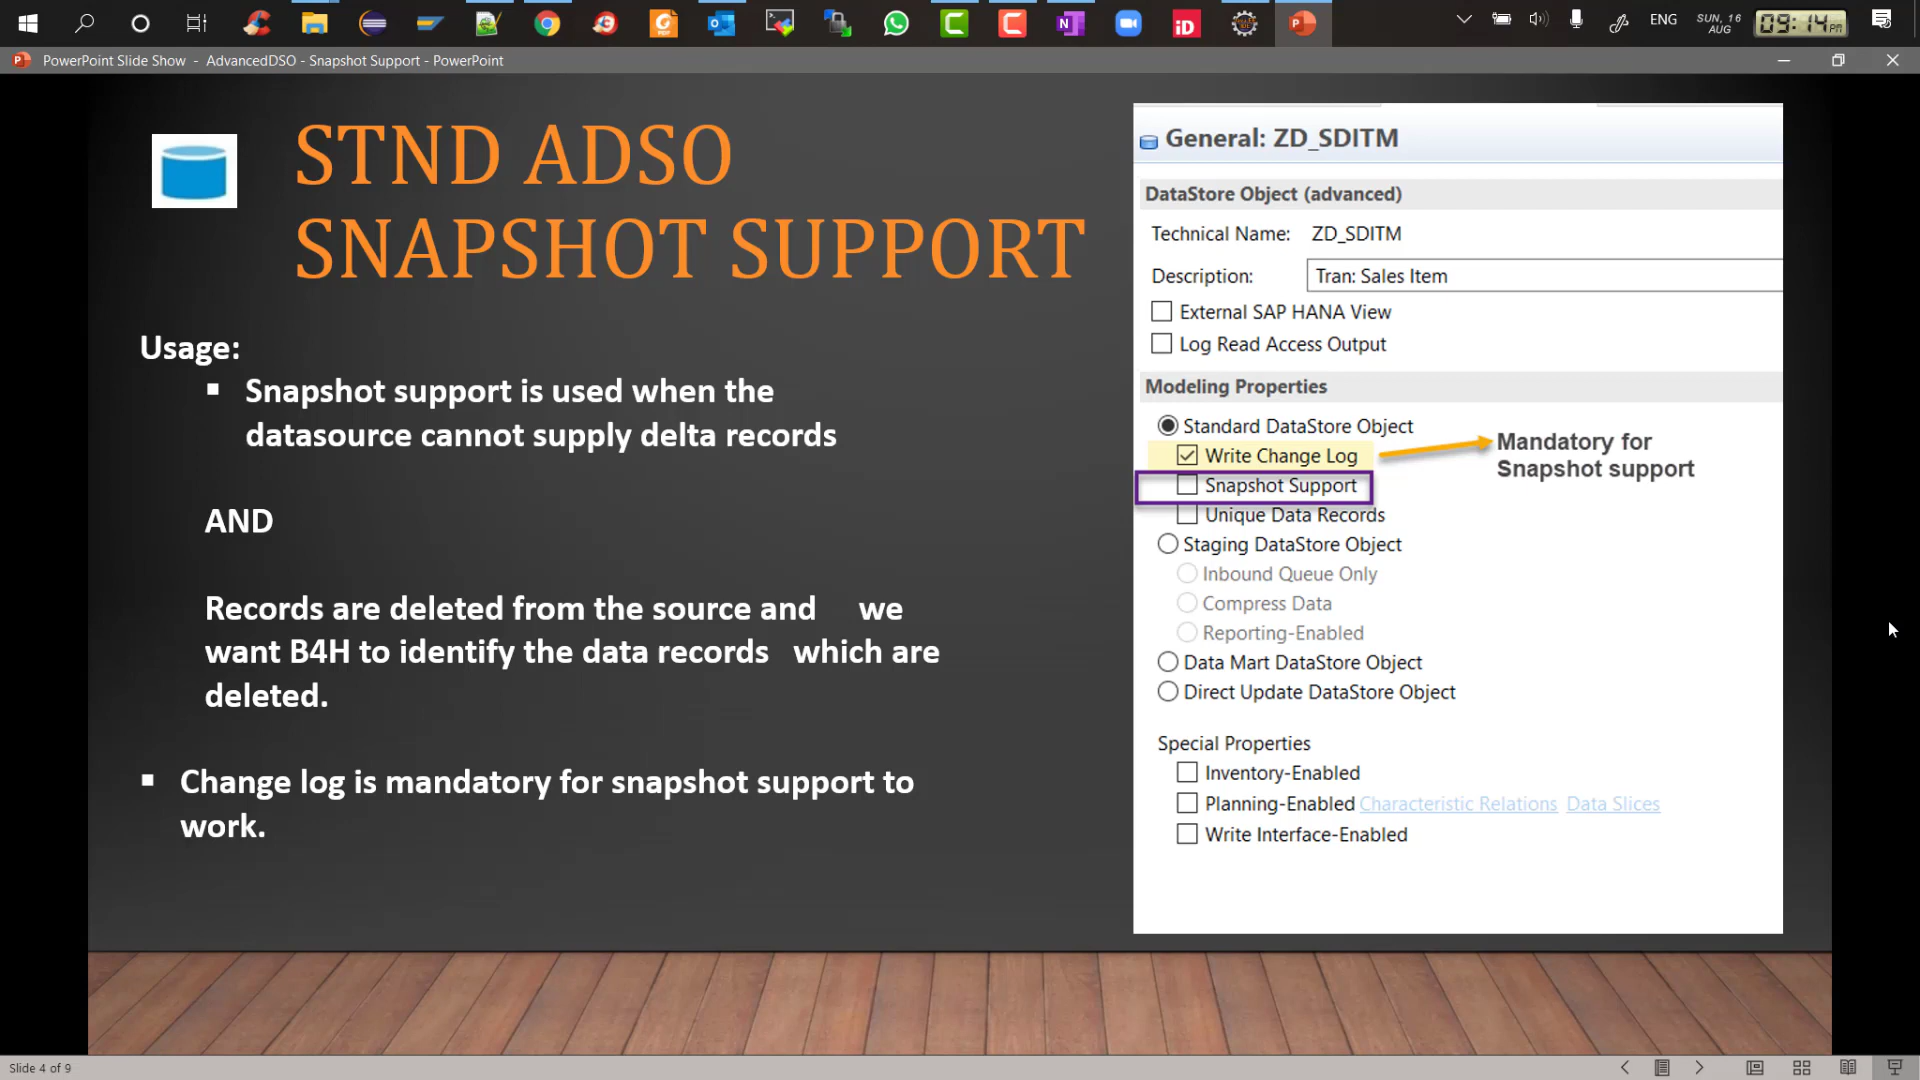 ENG
SUN, 16
AUG
09:14PM
PowerPoint Slide Show - AdvancedDSO - Snapshot Support - PowerPoint
STND ADSO
SNAPSHOT SUPPORT
Usage:
▪ Snapshot support is used when the
datasource cannot supply delta records
AND
Records are deleted from the source and we
want B4H to identify the data records which are
deleted.
▪ Change log is mandatory for snapshot support to
work.
General: ZD_SDITM
DataStore Object (advanced)
Technical Name: ZD_SDITM
Description: Tran: Sales Item
External SAP HANA View
Log Read Access Output
Modeling Properties
Standard DataStore Object
Write Change Log
Mandatory for
Snapshot support
Snapshot Support
Unique Data Records
Staging DataStore Object
Inbound Queue Only
Compress Data
Reporting-Enabled
Data Mart DataStore Object
Direct Update DataStore Object
Special Properties
Inventory-Enabled
Planning-Enabled Characteristic Relations Data Slices
Write Interface-Enabled
Slide 4 of 9